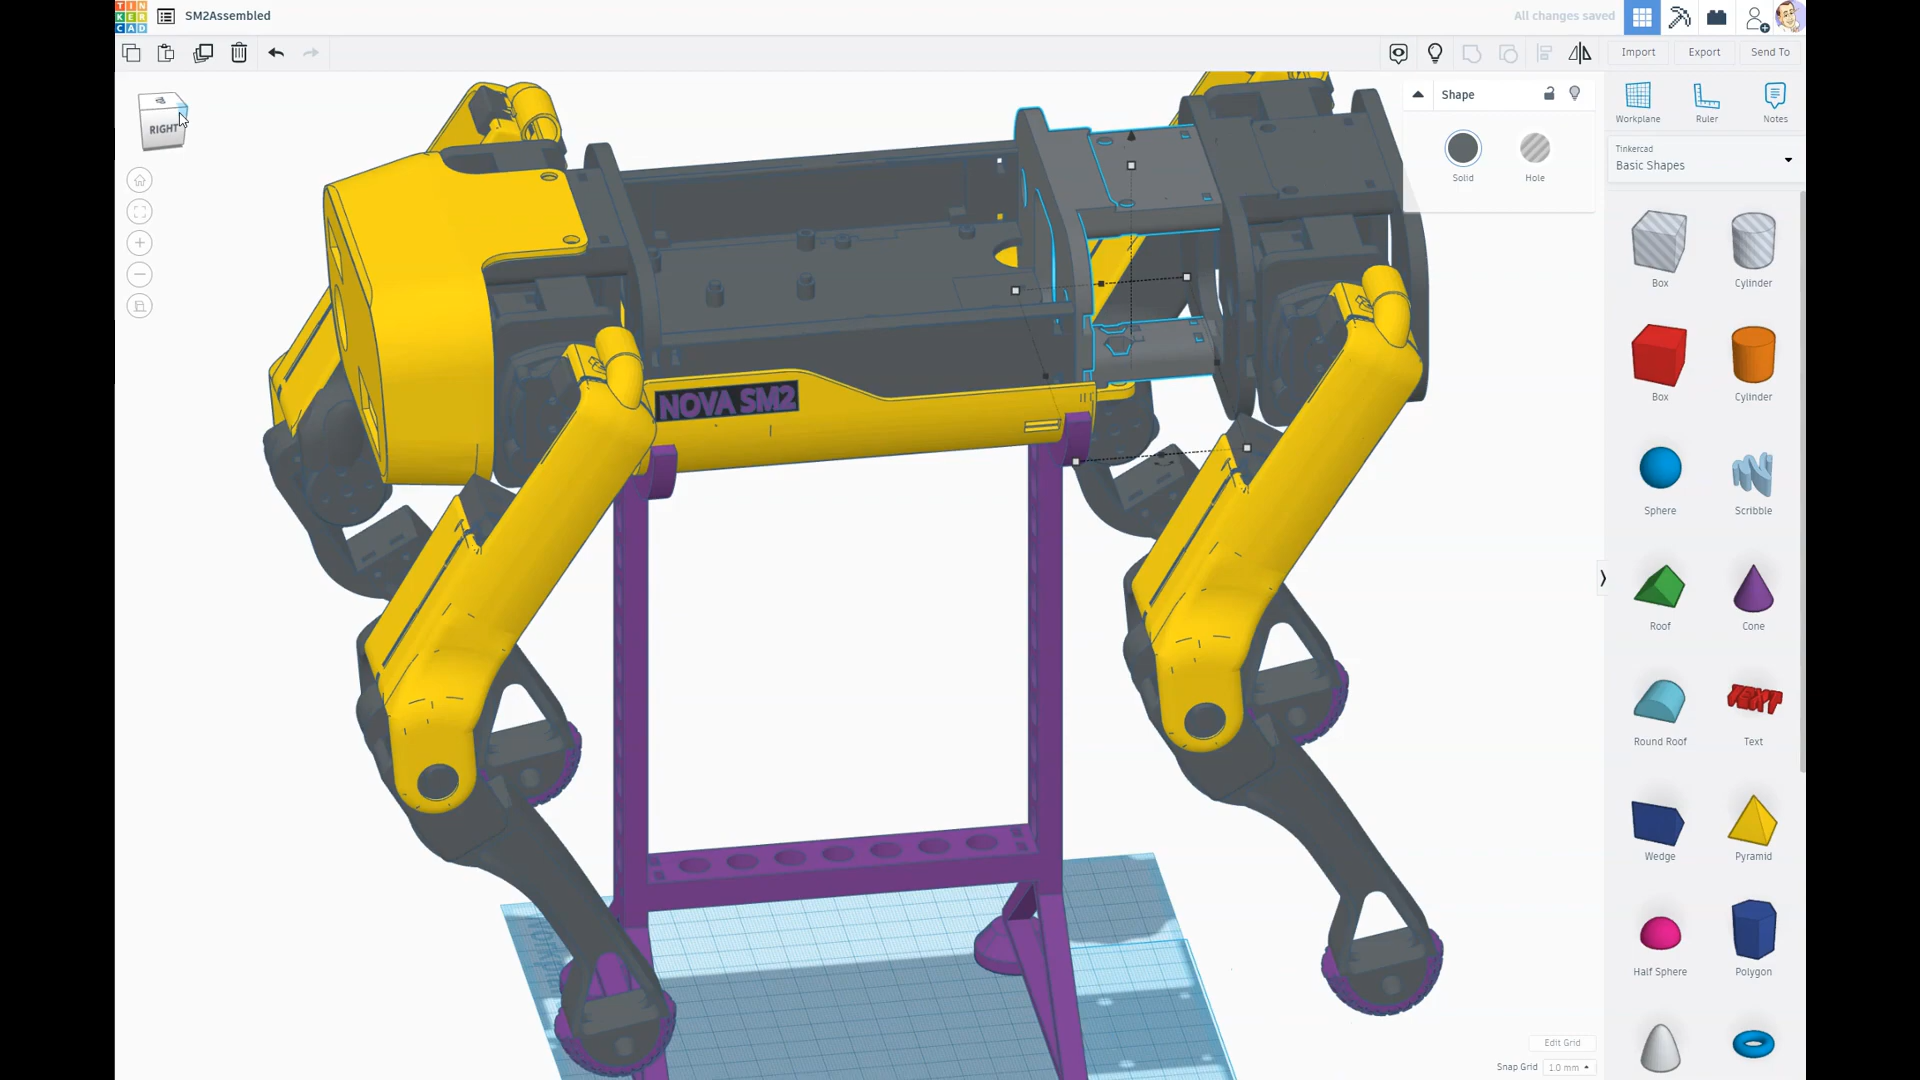 TIN
KER
CAD
SM2Assembled
All changes saved
Import
Export
Send To
RIGHT
Shape
Solid
Hole
Workplane
Ruler
Notes
Tinkercad
Basic Shapes
Box
Cylinder
Box
Cylinder
Sphere
Scribble
Roof
Cone
Round Roof
Text
TEXT
Wedge
Pyramid
Half Sphere
Polygon
NOVA SM2
Edit Grid
Snap Grid
1.0 mm